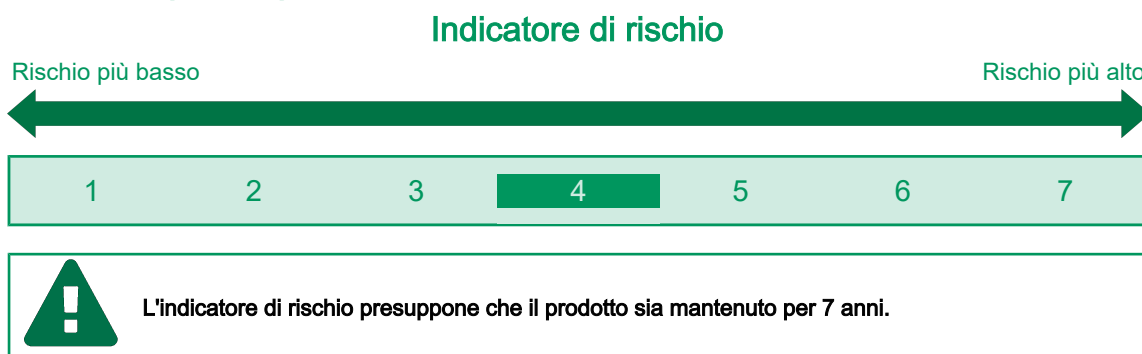 Indicatore di rischio
Rischio più basso Rischio più alto
1 2 3 4 5 6 7
L'indicatore di rischio presuppone che il prodotto sia mantenuto per 7 anni.